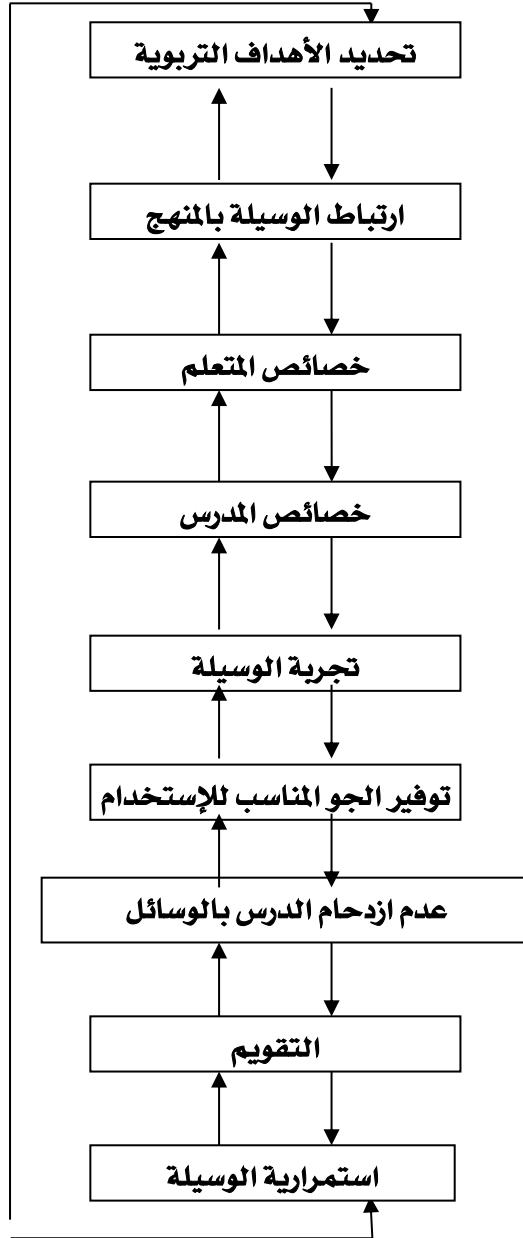 تحديد الأهداف التربوية
ارتباط الوسيلة بالمنهج
خصائص المتعلم
خصائص المدرس
تجربة الوسيلة
توفير الجو المناسب للإستخدام
عدم ازدحام الدرس بالوسائل
التقويم
استمرارية الوسيلة